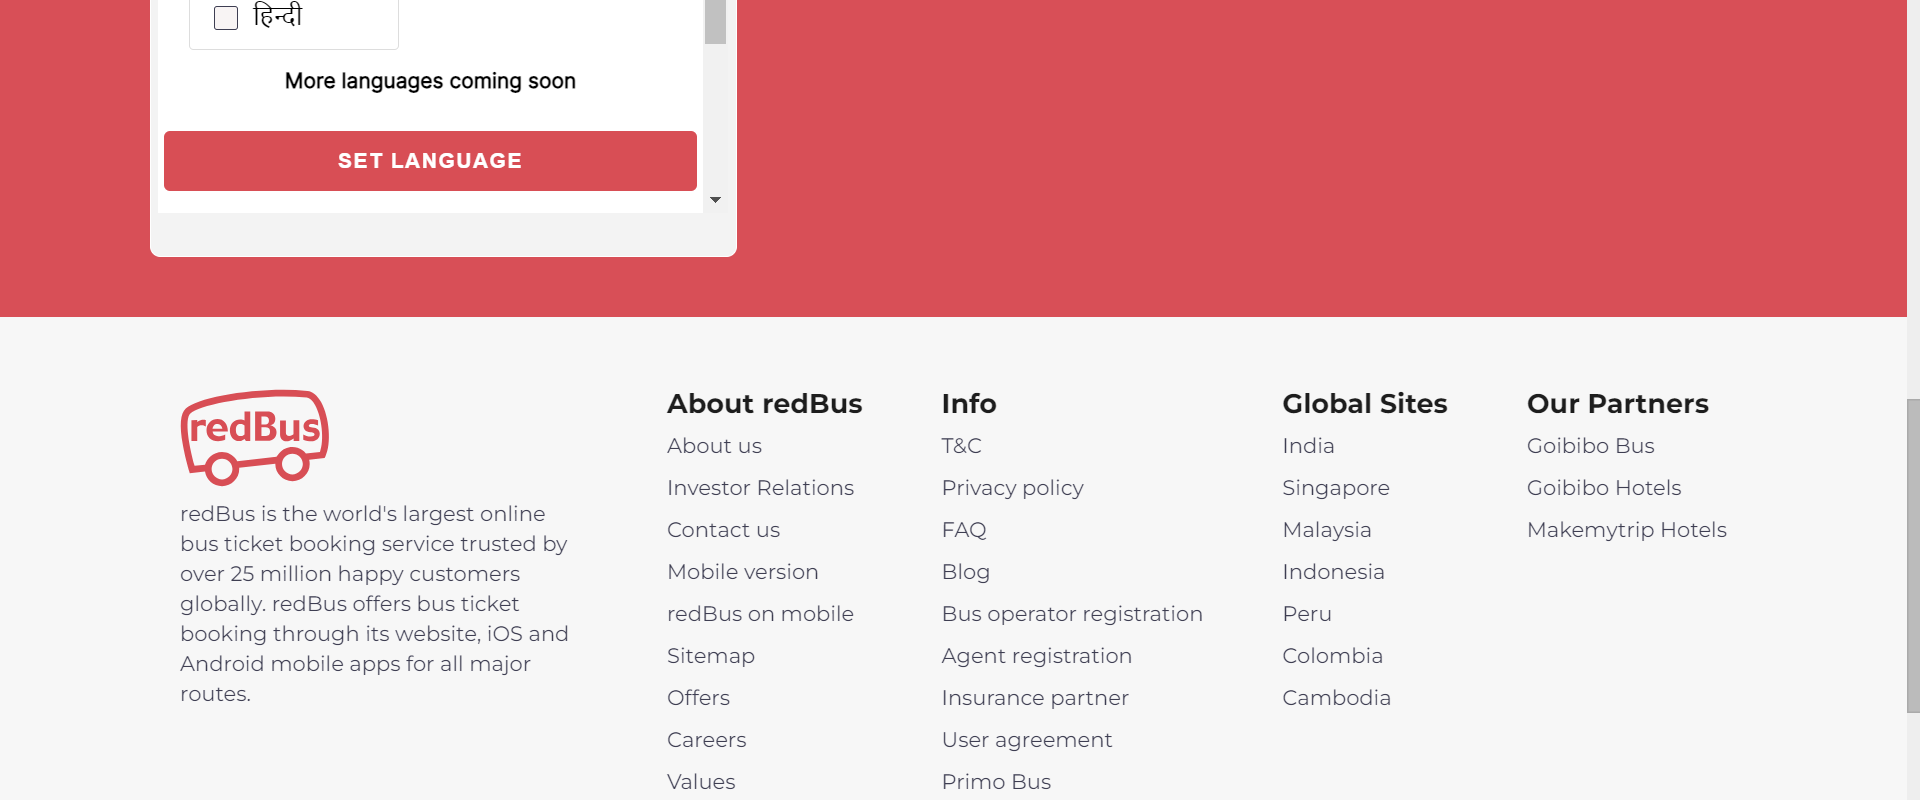 हिन्दी
More languages coming soon
SET LANGUAGE
redBus
redBus is the world's largest online
bus ticket booking service trusted by
over 25 million happy customers
globally. redBus offers bus ticket
booking through its website, iOS and
Android mobile apps for all major
routes.
About redBus
About us
Investor Relations
Contact us
Mobile version
redBus on mobile
Sitemap
Offers
Careers
Values
Info
T&C
Privacy policy
FAQ
Blog
Bus operator registration
Agent registration
Insurance partner
User agreement
Primo Bus
Global Sites
India
Singapore
Malaysia
Indonesia
Peru
Colombia
Cambodia
Our Partners
Goibibo Bus
Goibibo Hotels
Makemytrip Hotels